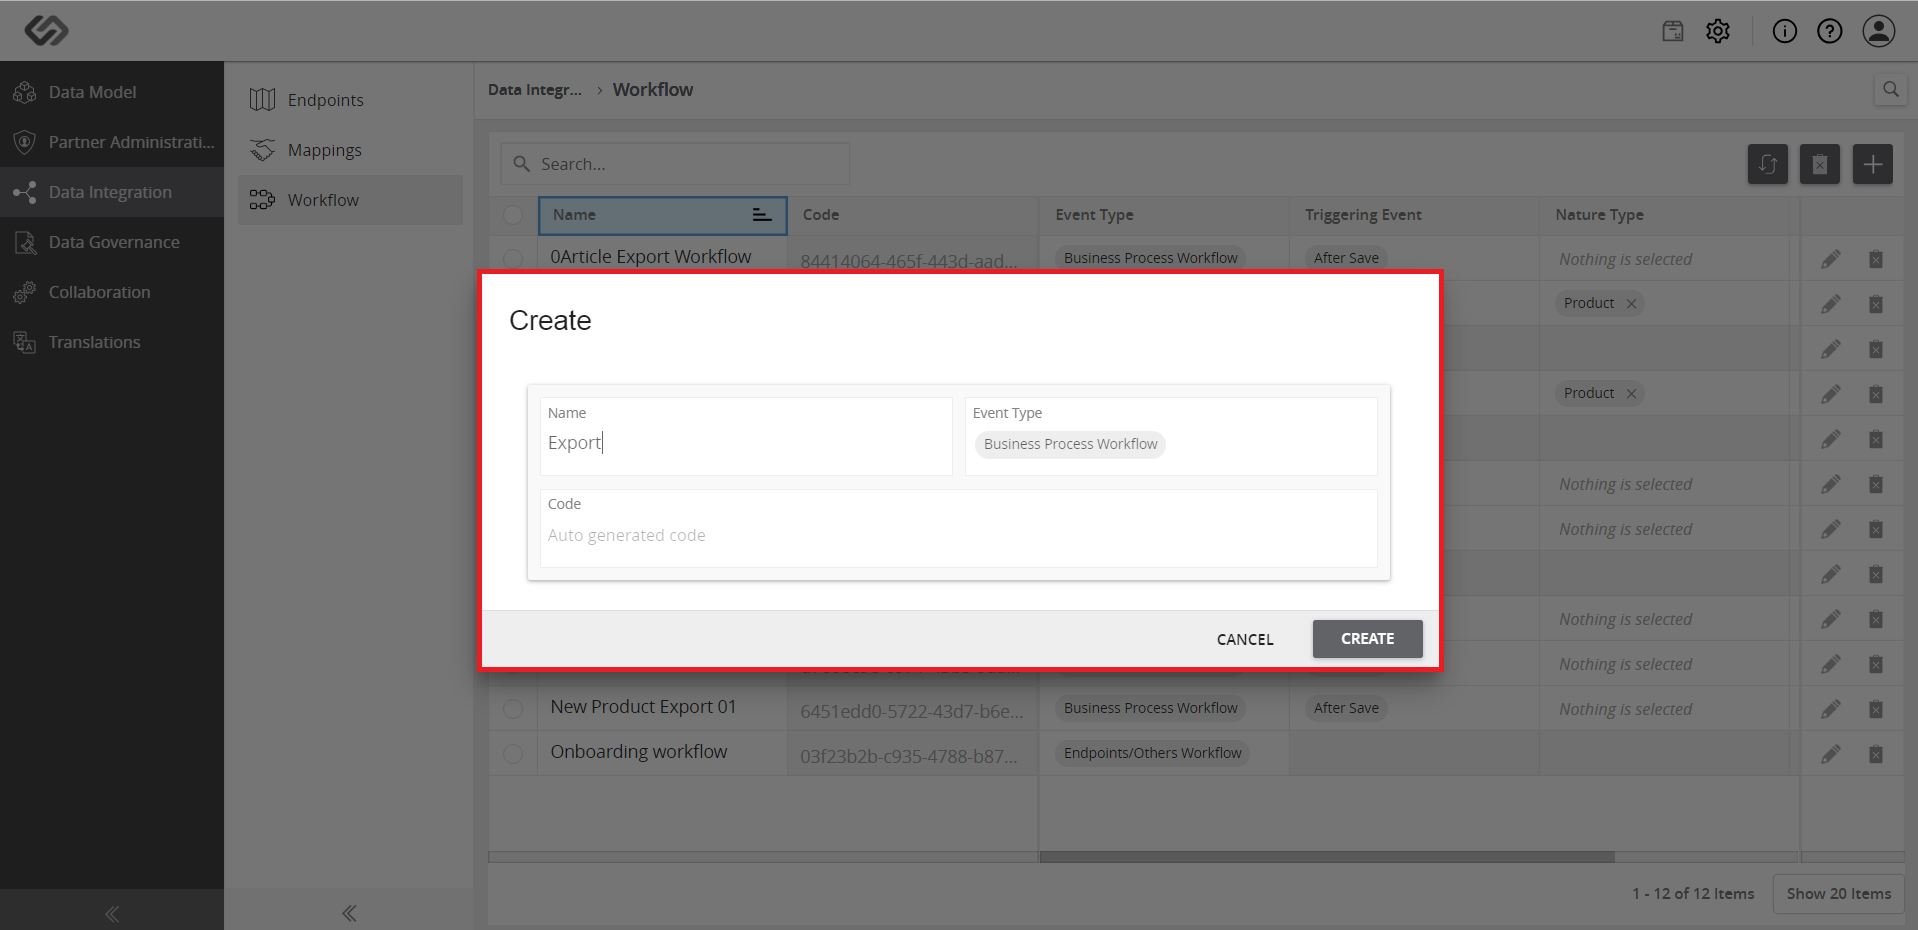 Data Model
Partner Administrati...
Data Integration
Data Governance
Collaboration
Translations
Endpoints
Mappings
Workflow
Data Integr... › Workflow
Search...
Name Code Event Type Triggering Event Nature Type
0Article Export Workflow 84414064-465f-443d-aad... Business Process Workflow After Save Nothing is selected
Product
Product
Nothing is selected
Nothing is selected
Nothing is selected
Nothing is selected
Create
Name
Export
Event Type
Business Process Workflow
Code
Auto generated code
CANCEL CREATE
New Product Export 01 6451edd0-5722-43d7-b6e... Business Process Workflow After Save Nothing is selected
Onboarding workflow 03f23b2b-c935-4788-b87... Endpoints/Others Workflow
1 - 12 of 12 Items Show 20 Items